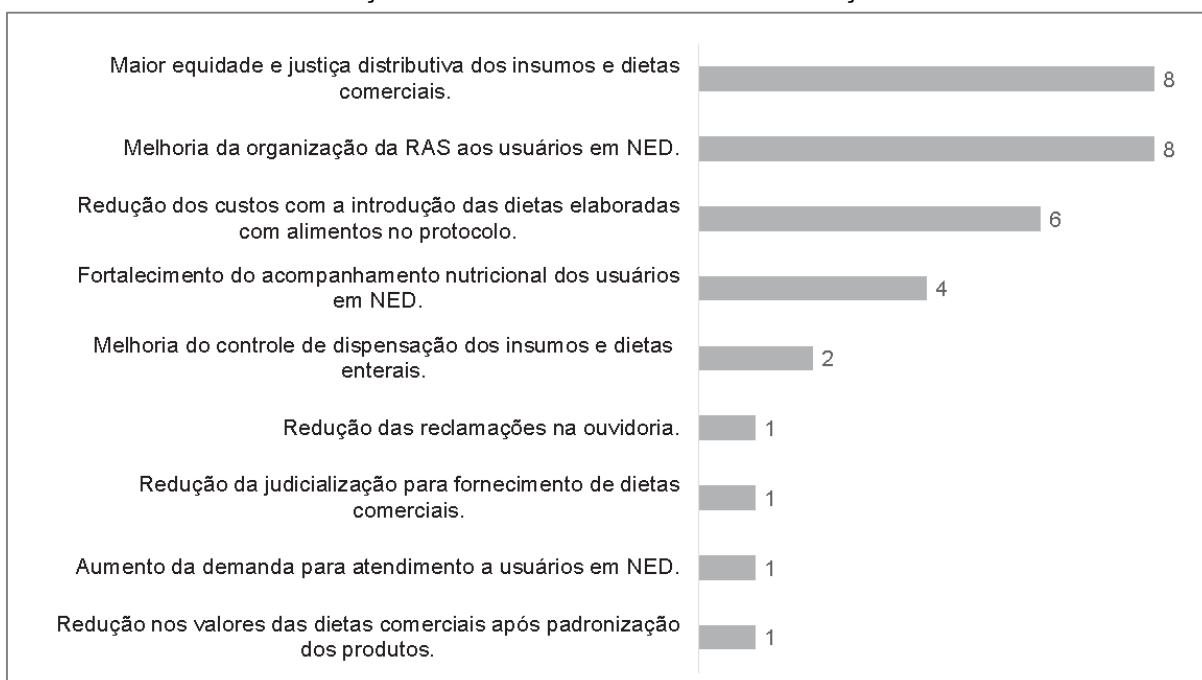 Maior equidade e justiça distributiva dos insumos e dietas
comerciais.
8
Melhoria da organização da RAS aos usuários em NED.
8
Redução dos custos com a introdução das dietas elaboradas
com alimentos no protocolo.
6
Fortalecimento do acompanhamento nutricional dos usuários
em NED.
4
Melhoria do controle de dispensação dos insumos e dietas
enterais.
2
Redução das reclamações na ouvidoria.
1
Redução da judicialização para fornecimento de dietas
comerciais.
1
Aumento da demanda para atendimento a usuários em NED.
1
Redução nos valores das dietas comerciais após padronização
dos produtos.
1